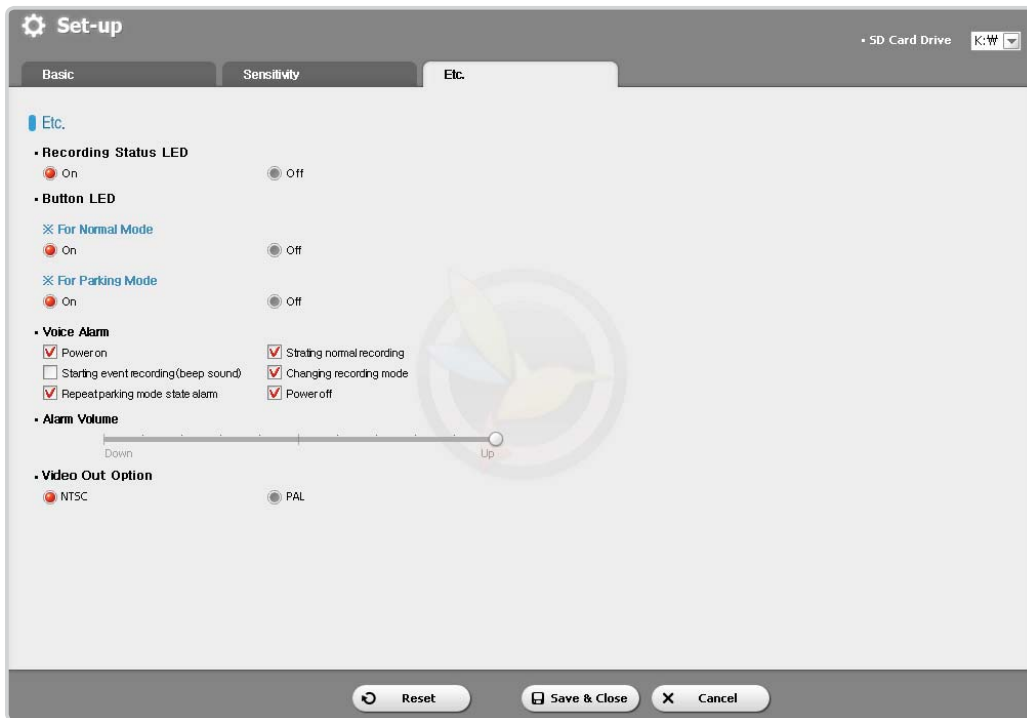 Set-up
• SD Card Drive K:₩
Basic Sensitivity Etc.
Etc.
• Recording Status LED
On Off
• Button LED
※ For Normal Mode
On Off
※ For Parking Mode
On Off
• Voice Alarm
Power on Strating normal recording
Starting event recording(beep sound) Changing recording mode
Repeat parking mode state alarm Power off
• Alarm Volume
Down Up
• Video Out Option
NTSC PAL
Reset Save & Close Cancel